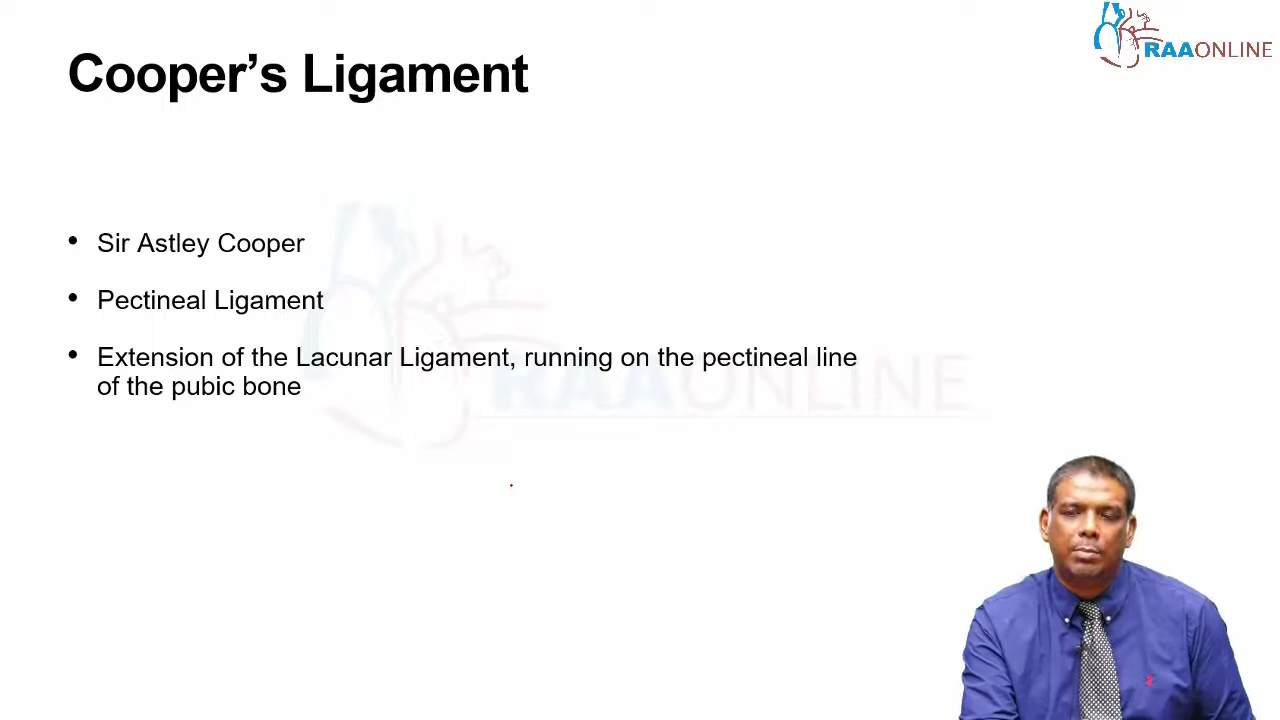 RAAONLINE
Cooper’s Ligament
• Sir Astley Cooper
• Pectineal Ligament
• Extension of the Lacunar Ligament, running on the pectineal line
of the pubic bone
RAAONLINE